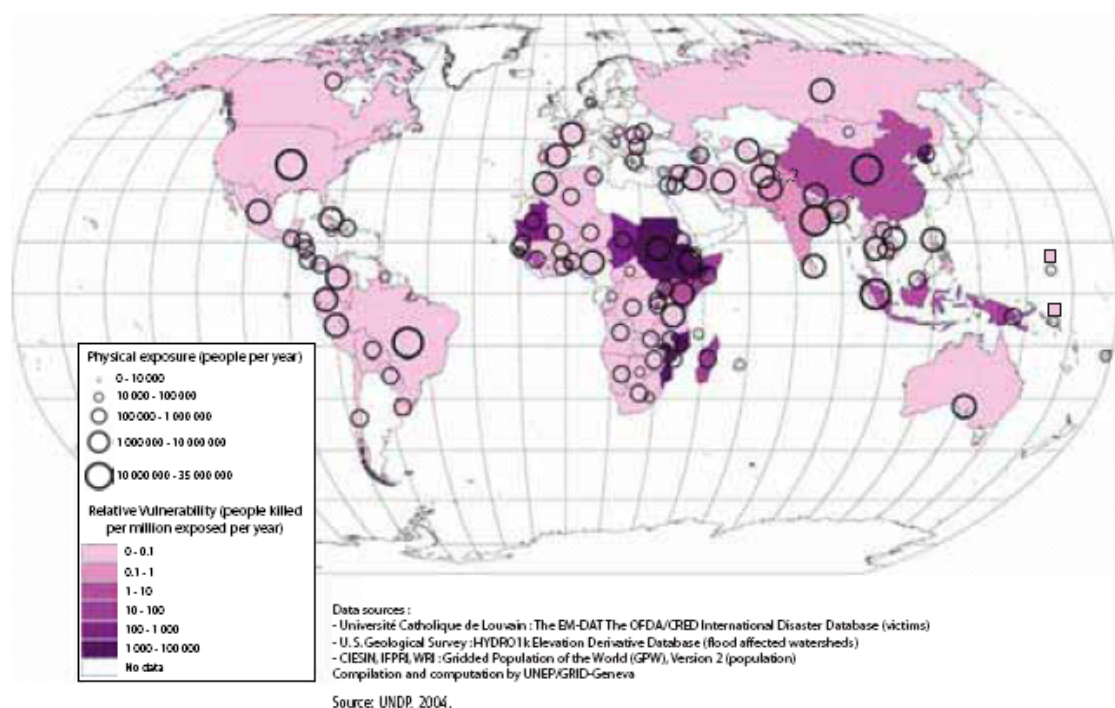 Physical exposure (people per year)
0 - 10 000
10 000 - 100 000
100 000 - 1 000 000
1 000 000 - 10 000 000
10 000 000 - 35 000 000
Relative Vulnerability (people killed
per million exposed per year)
0 - 0.1
0.1 - 1
1 - 10
10 - 100
100 - 1 000
1 000 - 100 000
No data
Data sources :
- Université Catholique de Louvain : The EM-DAT The OFDA/CRED International Disaster Database (victims)
- U.S. Geological Survey : HYDRO1k Elevation Derivative Database (flood affected watersheds)
- CIESIN, IFPRI, WRI : Gridded Population of the World (GPW), Version 2 (population)
Compilation and computation by UNEP/GRID-Geneva
Source: UNDP, 2004.